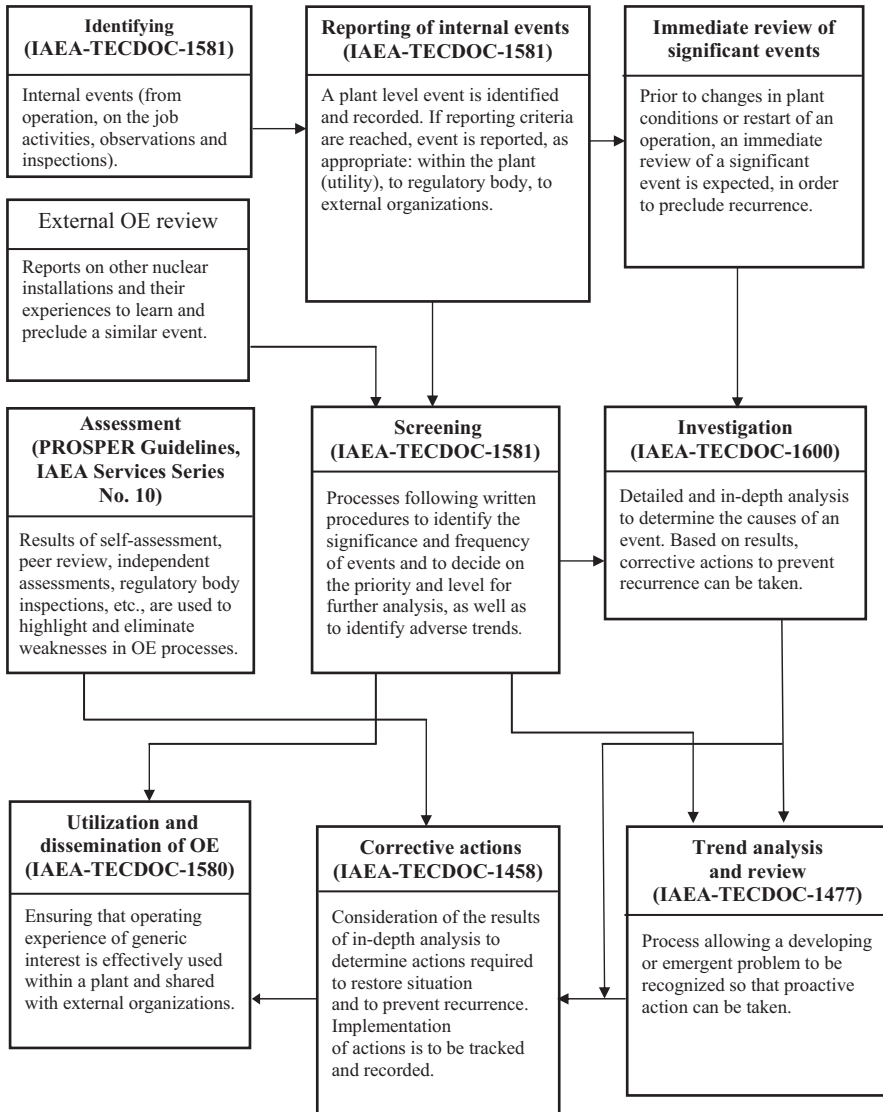 Identifying
(IAEA-TECDOC-1581)
Internal events (from
operation, on the job
activities, observations and
inspections).
Reporting of internal events
(IAEA-TECDOC-1581)
A plant level event is identified
and recorded. If reporting criteria
are reached, event is reported, as
appropriate: within the plant
(utility), to regulatory body, to
external organizations.
Immediate review of
significant events
Prior to changes in plant
conditions or restart of an
operation, an immediate
review of a significant
event is expected, in order
to preclude recurrence.
External OE review
Reports on other nuclear
installations and their
experiences to learn and
preclude a similar event.
Assessment
(PROSPER Guidelines,
IAEA Services Series
No. 10)
Results of self-assessment,
peer review, independent
assessments, regulatory body
inspections, etc., are used to
highlight and eliminate
weaknesses in OE processes.
Screening
(IAEA-TECDOC-1581)
Processes following written
procedures to identify the
significance and frequency
of events and to decide on
the priority and level for
further analysis, as well as
to identify adverse trends.
Investigation
(IAEA-TECDOC-1600)
Detailed and in-depth analysis
to determine the causes of an
event. Based on results,
corrective actions to prevent
recurrence can be taken.
Utilization and
dissemination of OE
(IAEA-TECDOC-1580)
Ensuring that operating
experience of generic
interest is effectively used
within a plant and shared
with external organizations.
Corrective actions
(IAEA-TECDOC-1458)
Consideration of the results
of in-depth analysis to
determine actions required
to restore situation
and to prevent recurrence.
Implementation
of actions is to be tracked
and recorded.
Trend analysis
and review
(IAEA-TECDOC-1477)
Process allowing a developing
or emergent problem to be
recognized so that proactive
action can be taken.